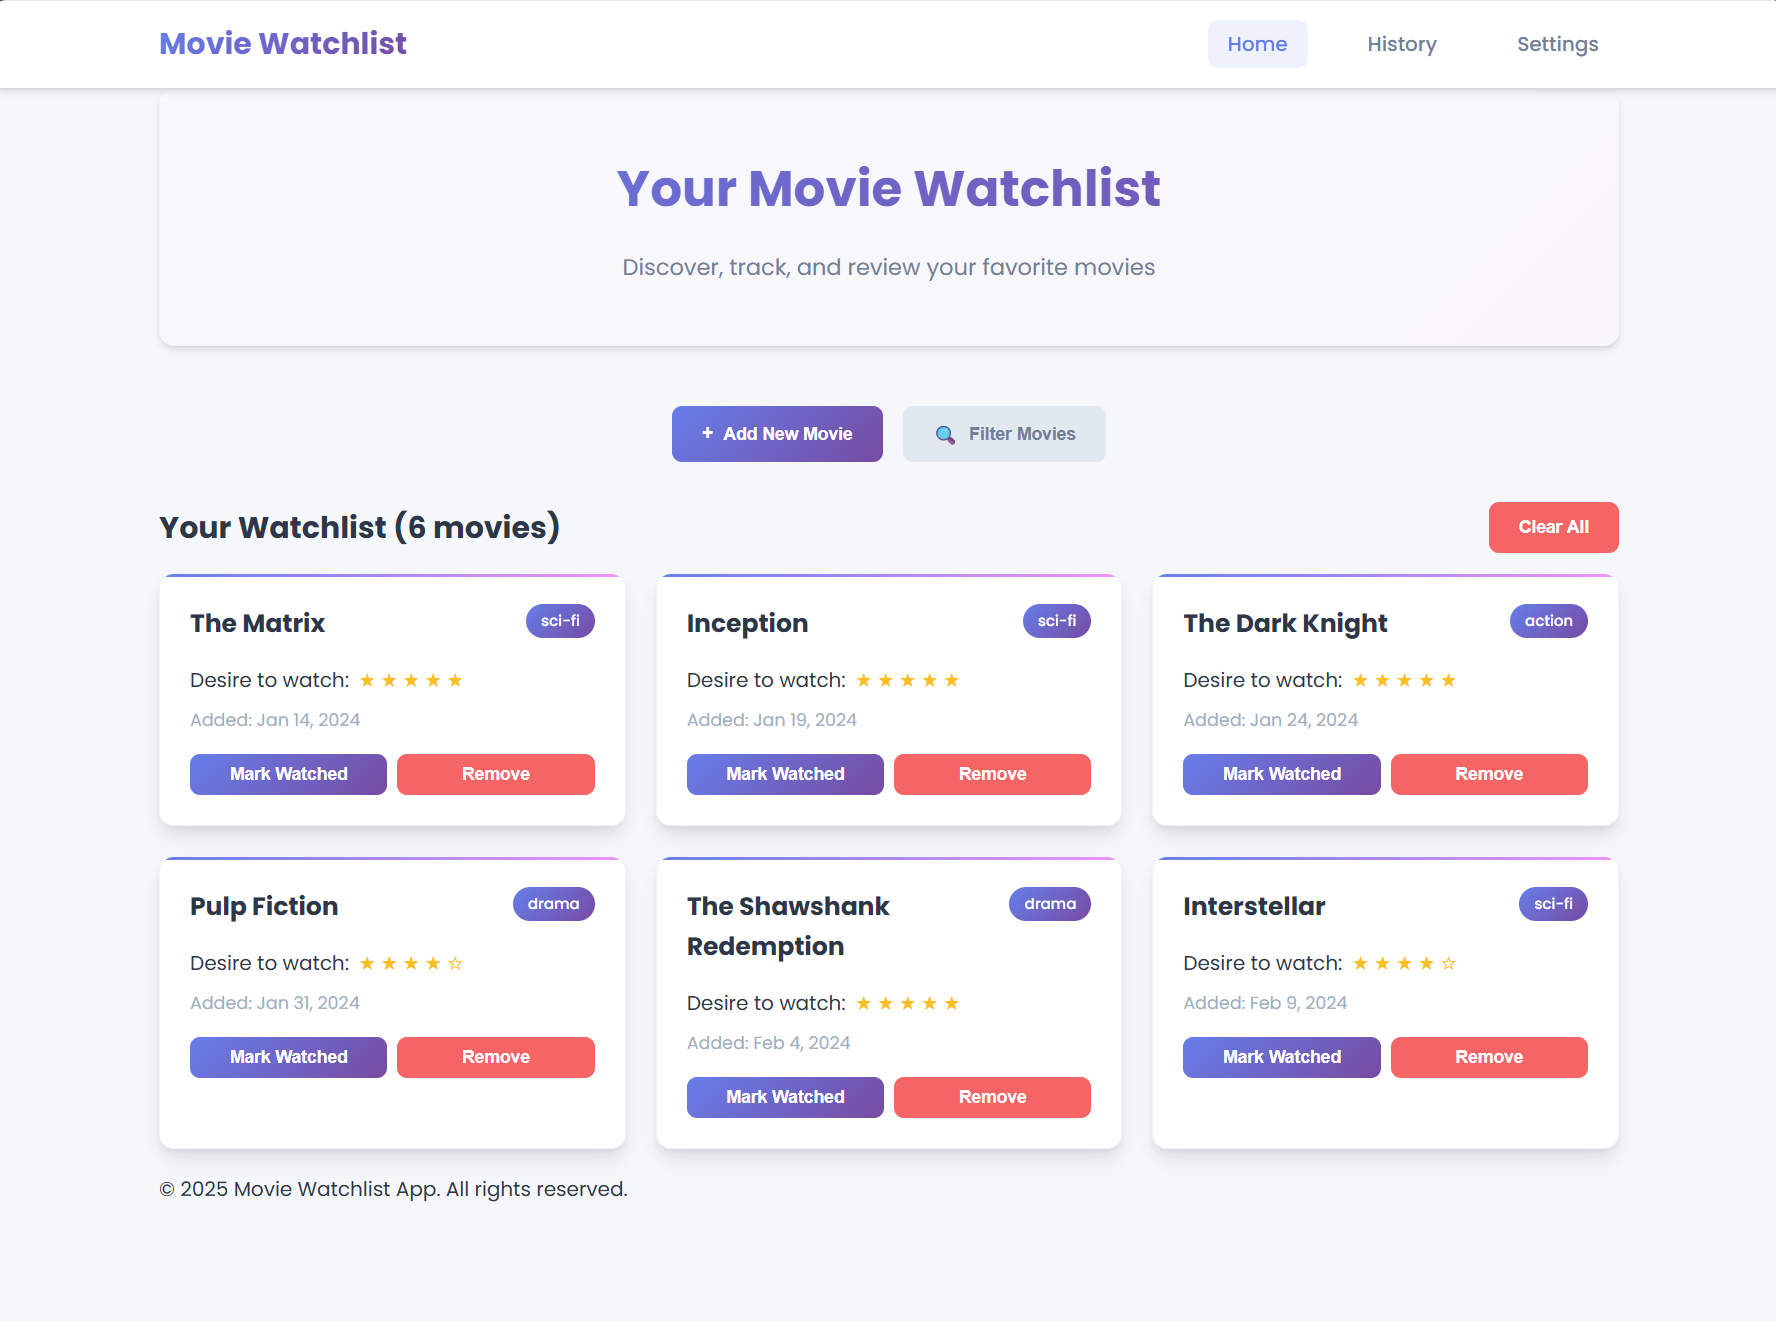 Movie Watchlist
Home
History
Settings
Your Movie Watchlist
Discover, track, and review your favorite movies
+ Add New Movie
🔍 Filter Movies
Your Watchlist (6 movies)
Clear All
The Matrix
sci-fi
Desire to watch: ★ ★ ★ ★ ★
Added: Jan 14, 2024
Mark Watched
Remove
Inception
sci-fi
Desire to watch: ★ ★ ★ ★ ★
Added: Jan 19, 2024
Mark Watched
Remove
The Dark Knight
action
Desire to watch: ★ ★ ★ ★ ★
Added: Jan 24, 2024
Mark Watched
Remove
Pulp Fiction
drama
Desire to watch: ★ ★ ★ ★ ☆
Added: Jan 31, 2024
Mark Watched
Remove
The Shawshank
Redemption
drama
Desire to watch: ★ ★ ★ ★ ★
Added: Feb 4, 2024
Mark Watched
Remove
Interstellar
sci-fi
Desire to watch: ★ ★ ★ ★ ☆
Added: Feb 9, 2024
Mark Watched
Remove
© 2025 Movie Watchlist App. All rights reserved.